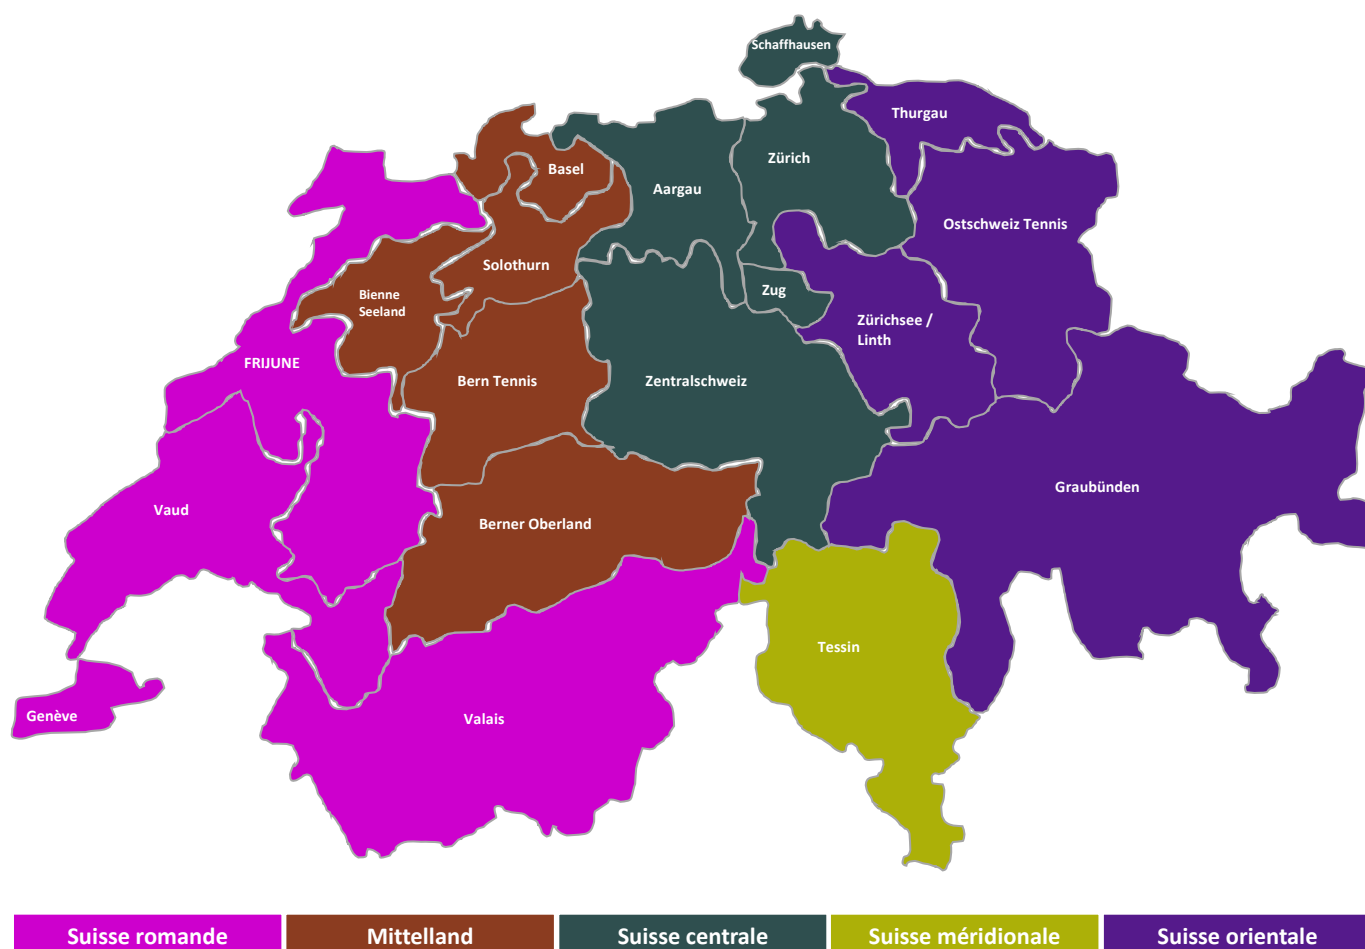 Schaffhausen
Thurgau
Basel
Aargau
Zürich
Ostschweiz Tennis
Solothurn
Bienne
Seeland
Zug
Zürichsee /
Linth
FRIJUNE
Bern Tennis
Zentralschweiz
Graubünden
Vaud
Berner Oberland
Tessin
Genève
Valais
Suisse romande
Mittelland
Suisse centrale
Suisse méridionale
Suisse orientale